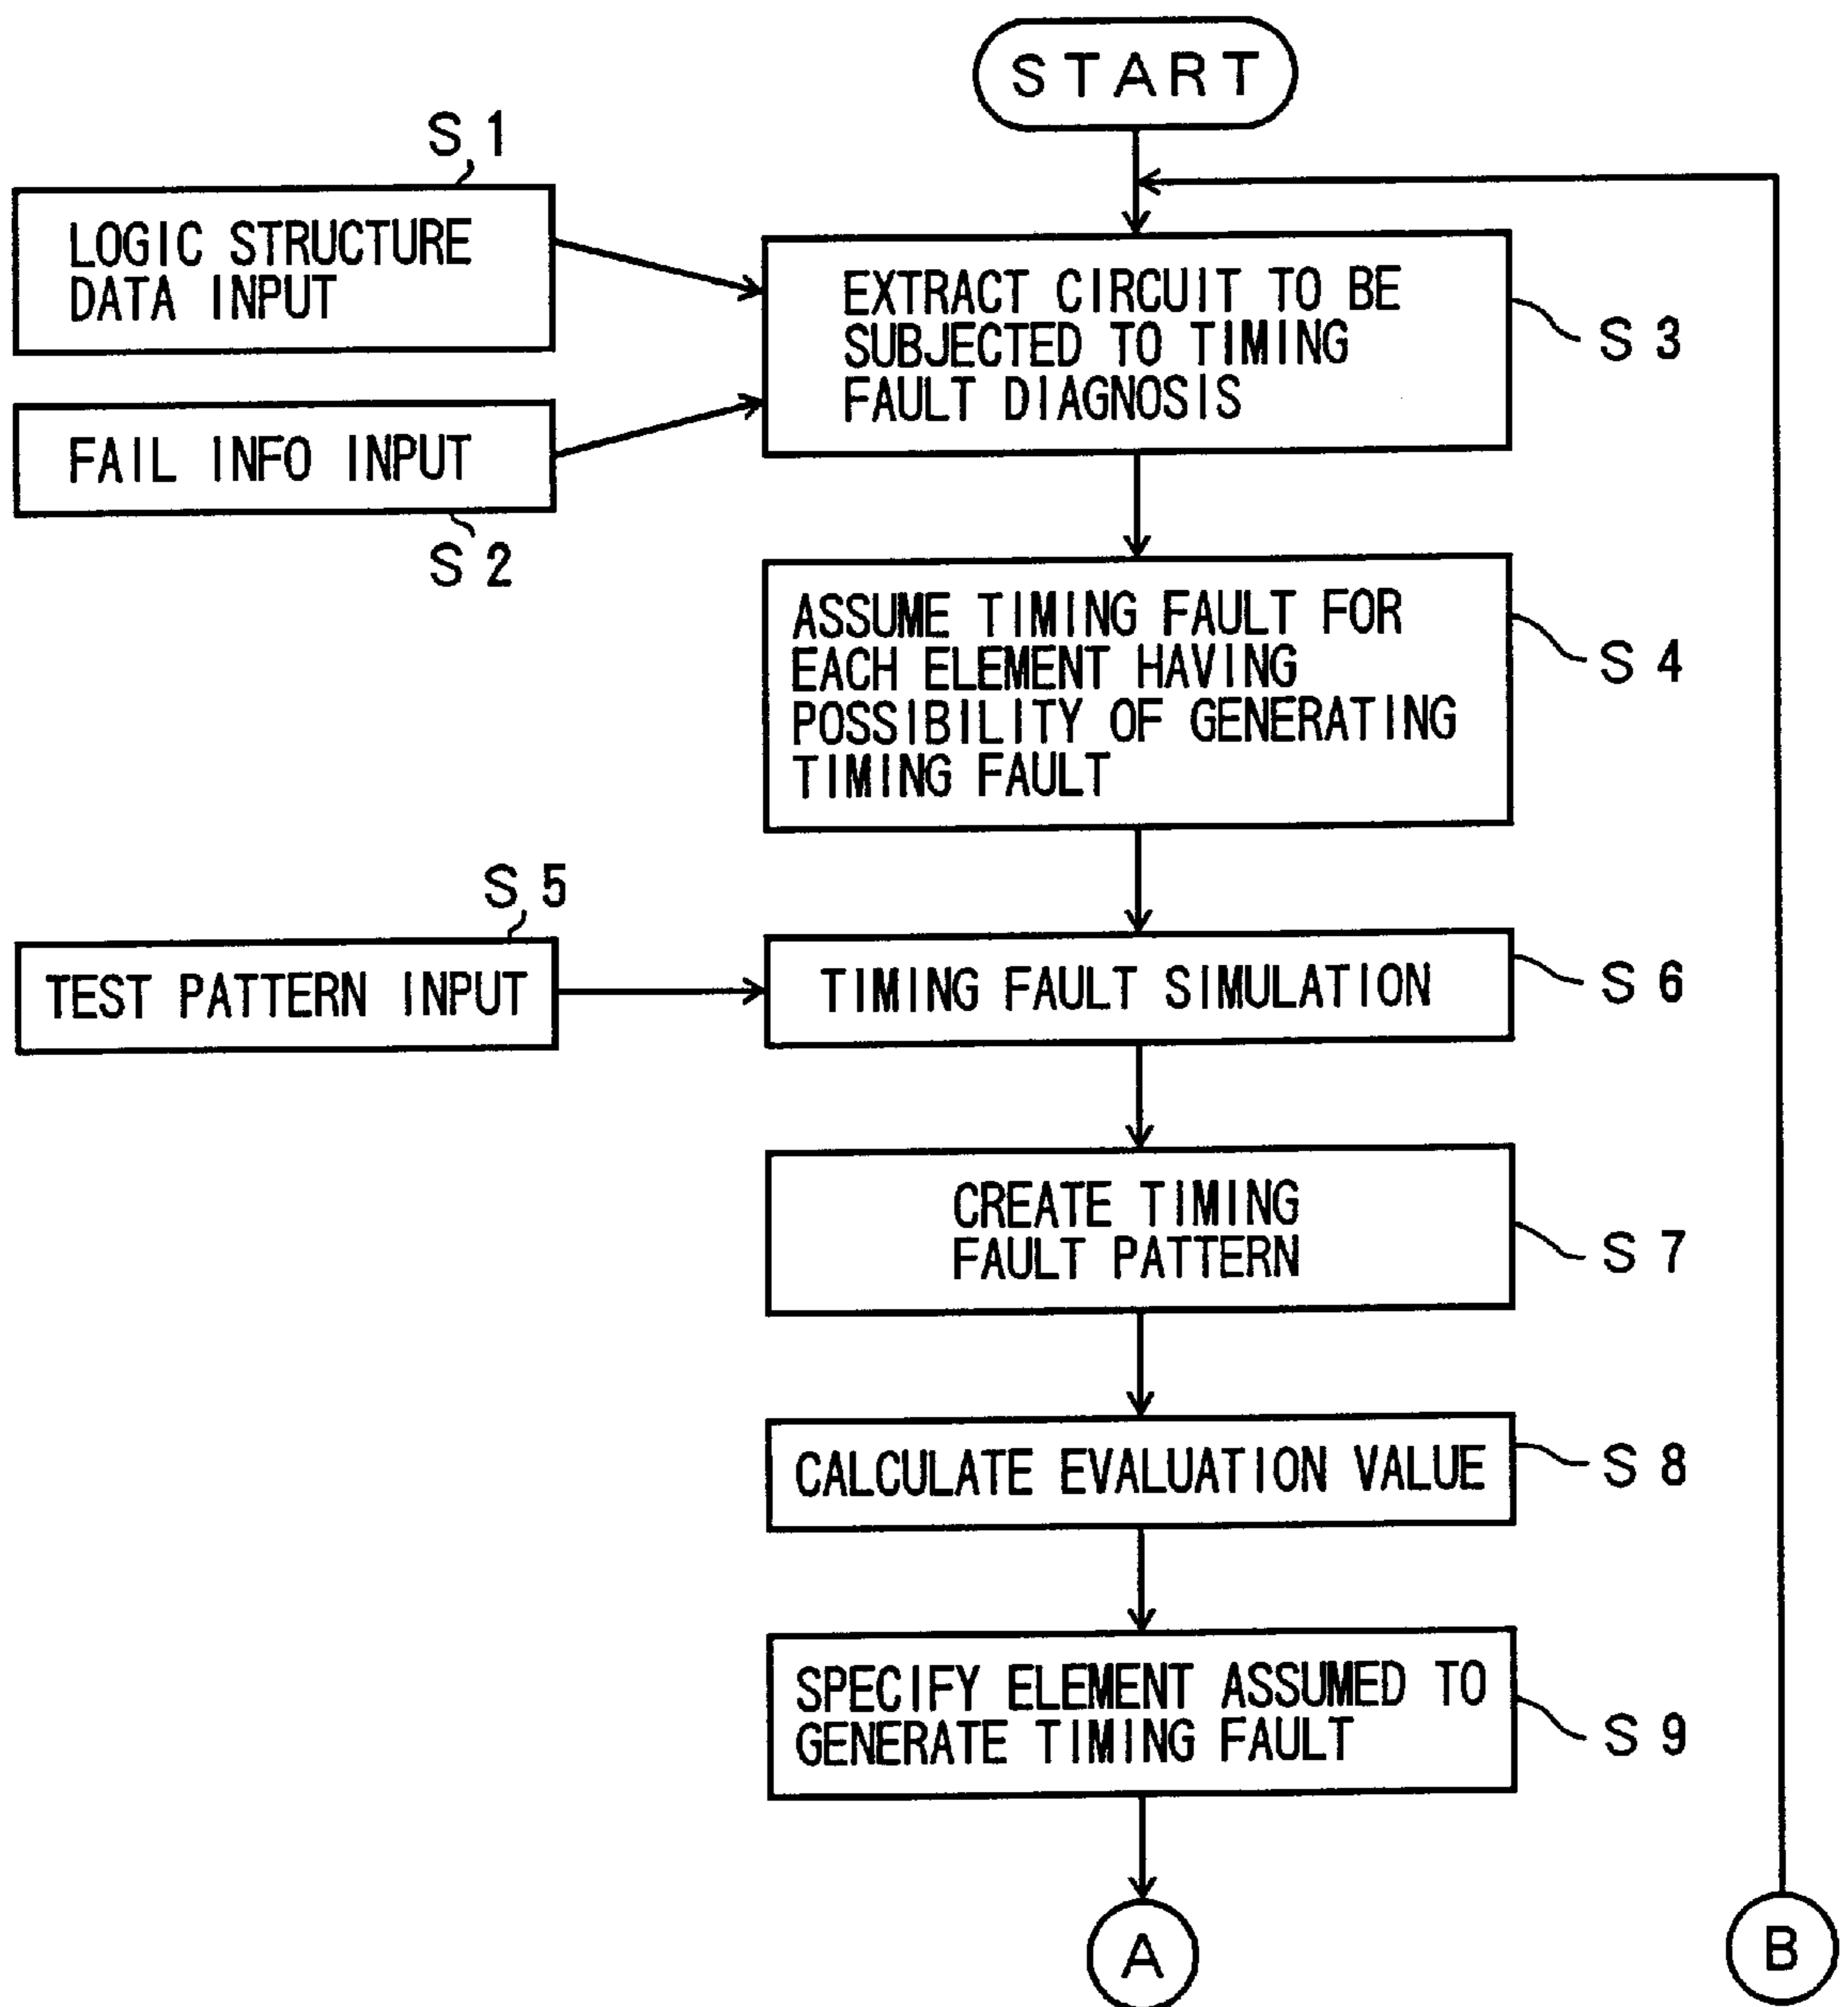 START
S 1
LOGIC STRUCTURE
DATA INPUT
EXTRACT CIRCUIT TO BE
SUBJECTED TO TIMING
FAULT DIAGNOSIS
S 3
FAIL INFO INPUT
S 2
ASSUME TIMING FAULT FOR
EACH ELEMENT HAVING
POSSIBILITY OF GENERATING
TIMING FAULT
S 4
S 5
TEST PATTERN INPUT
TIMING FAULT SIMULATION
S 6
CREATE TIMING
FAULT PATTERN
S 7
CALCULATE EVALUATION VALUE
S 8
SPECIFY ELEMENT ASSUMED TO
GENERATE TIMING FAULT
S 9
A
B